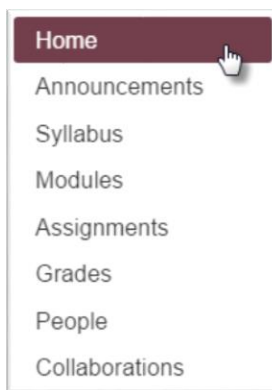 Home
Announcements
Syllabus
Modules
Assignments
Grades
People
Collaborations